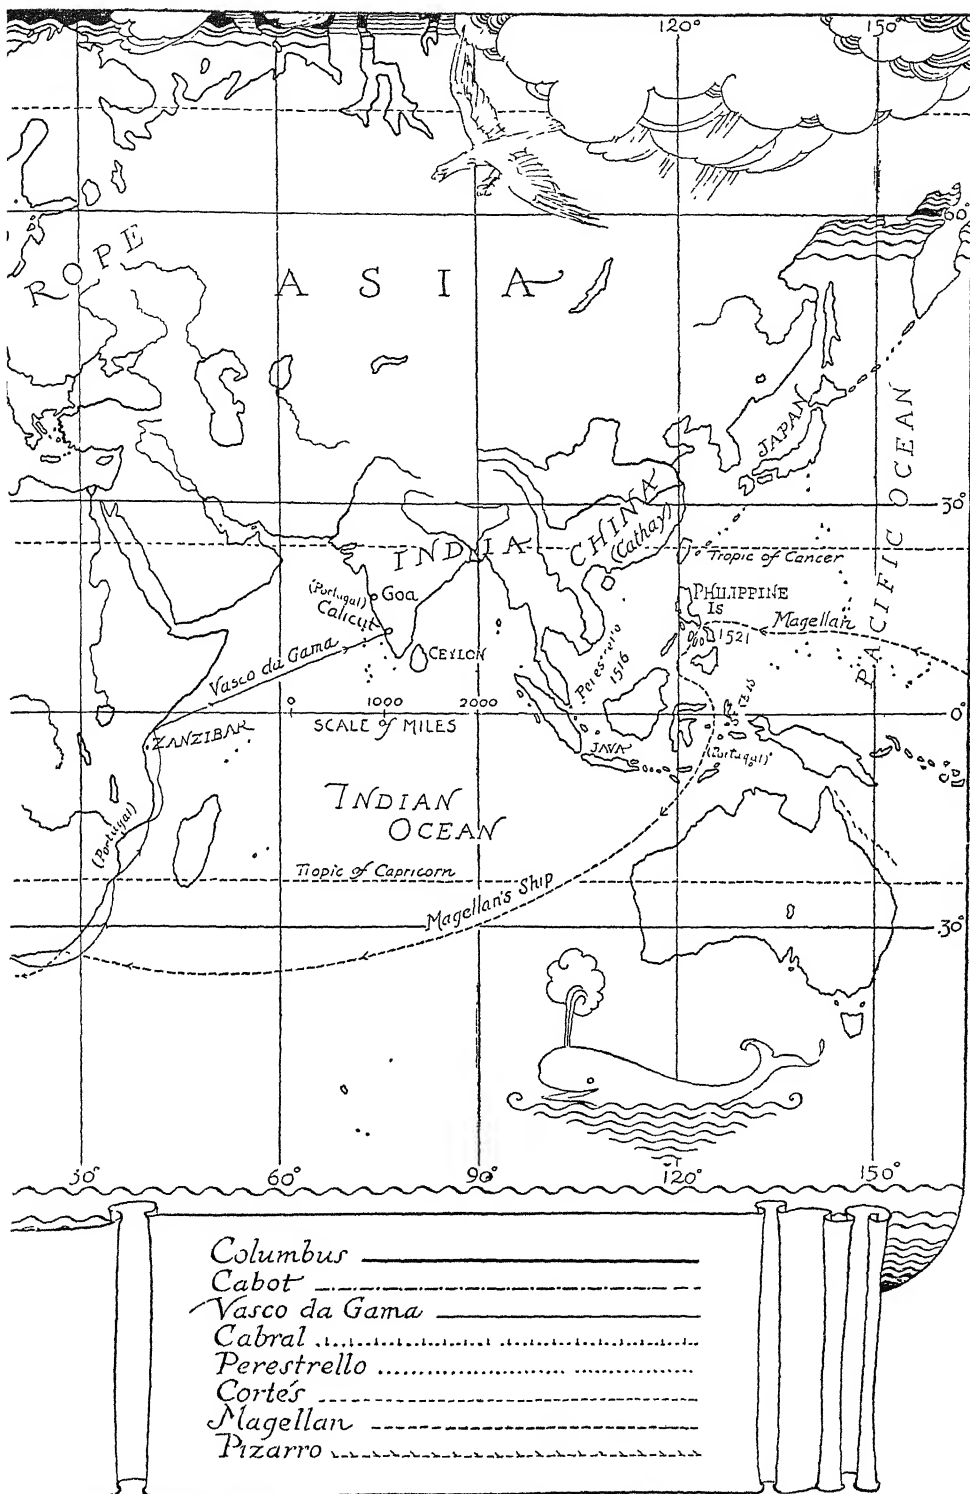 120° 150°
60°
ROPE
ASIA
JAPAN
PACIFIC OCEAN
30°
CHINA
(Cathay)
INDIA
Tropic of Cancer
(Portugal)
Goa
Calicut
PHILIPPINE
Is
1521
Magellan
CEYLON
Vasco da Gama
Perestrello
1516
0 1000 2000
SCALE of MILES
0°
ZANZIBAR
JAVA
(Portugal)
INDIAN
OCEAN
(Portugal)
Tropic of Capricorn
Magellan's Ship
30°
30° 60° 90° 120° 150°
Columbus
Cabot
Vasco da Gama
Cabral
Perestrello
Cortés
Magellan
Pizarro